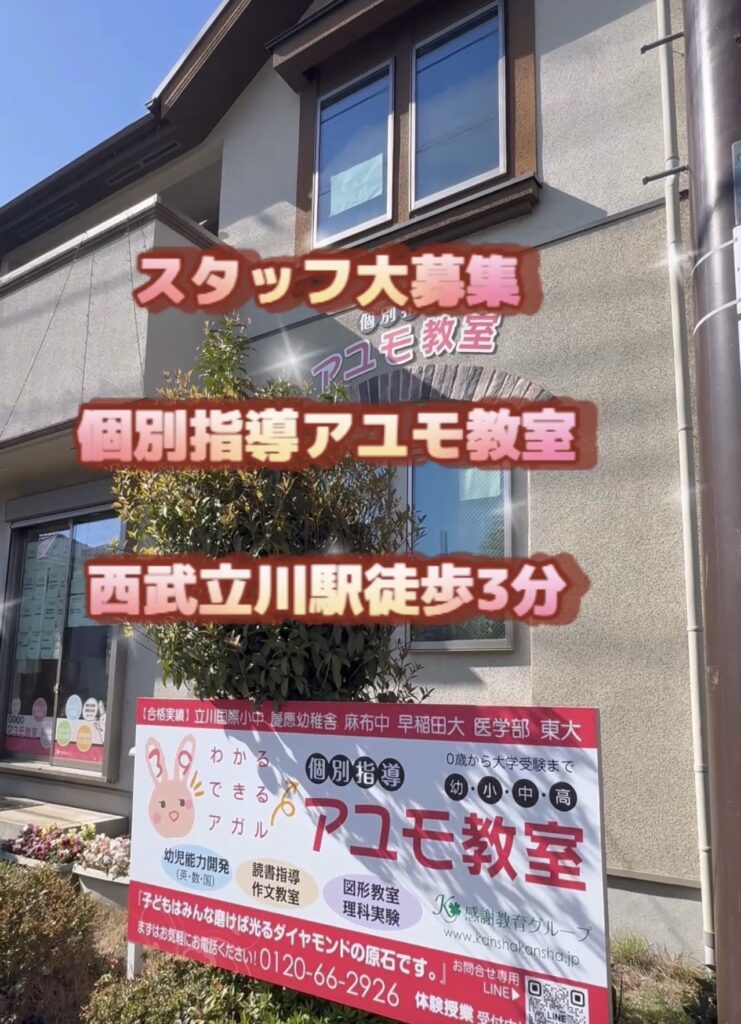 スタッフ大募集
個別指
アユモ教室
個別指導アユモ教室
西武立川駅徒歩3分
【合格実績】立川国際小中 慶應幼稚舎 麻布中 早稲田大 医学部 東大
39
わかる
できる
アガル
個別指導
0歳から大学受験まで
幼・小・中・高
アユモ教室
幼児能力開発
(英・数・国)
読書指導
作文教室
図形教室
理科実験
感謝教育グループ
www.kanshakansha.jp
「子どもはみんな磨けば光るダイヤモンドの原石です。」
まずはお気軽にお電話ください!0120-66-2926
お問合せ専用
LINE▶
体験授業 受付中
LINE